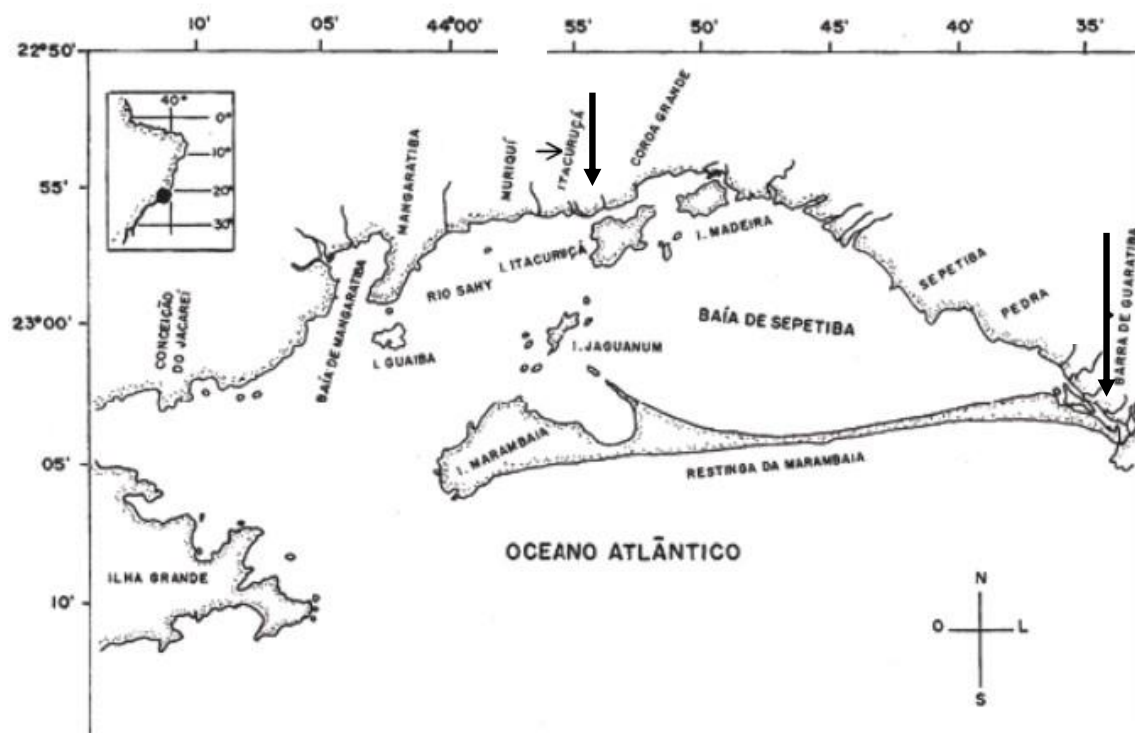 10'
05'
44°00'
55'
50'
45'
40'
35'
22°50'
40°
0°
10°
20°
30°
MANGARATIBA
MURIQUÍ
ITACURUÇÁ
COROA GRANDE
55'
I. MADEIRA
I. ITACURUÇÁ
RIO SAHY
SEPETIBA
PEDRA
BARRA DE GUARATIBA
CONCEIÇÃO
DO JACAREÍ
BAÍA DE MANGARATIBA
23°00'
BAÍA DE SEPETIBA
I. GUAIBA
I. JAGUANUM
I. MARAMBAIA
05'
RESTINGA DA MARAMBAIA
OCEANO ATLÂNTICO
ILHA GRANDE
10'
N
O
L
S